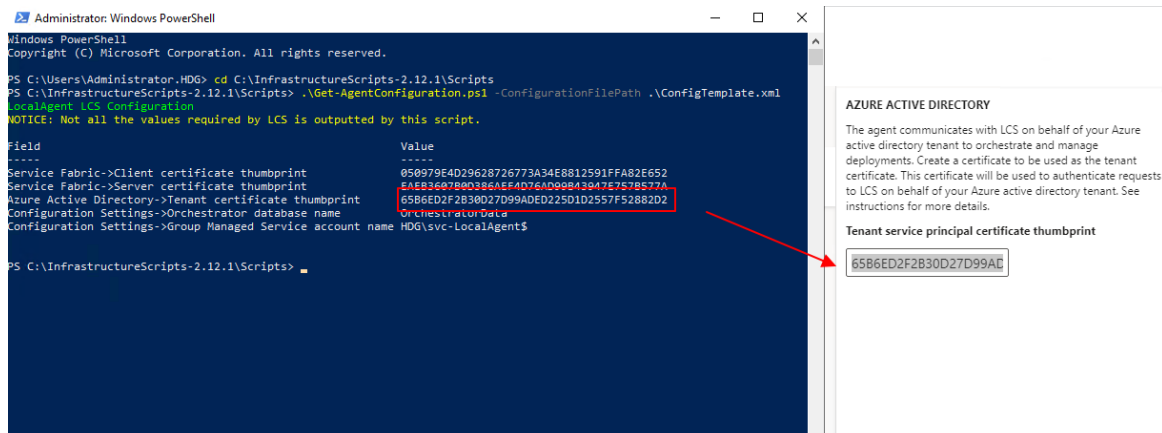 Administrator: Windows PowerShell
Windows PowerShell
Copyright (C) Microsoft Corporation. All rights reserved.
PS C:\Users\Administrator.HDG> cd C:\InfrastructureScripts-2.12.1\Scripts
PS C:\InfrastructureScripts-2.12.1\Scripts> .\Get-AgentConfiguration.ps1 -ConfigurationFilePath .\ConfigTemplate.xml
LocalAgent LCS Configuration
NOTICE: Not all the values required by LCS is outputted by this script.
Field Value
----- -----
Service Fabric->Client certificate thumbprint 050979E4D29628726773A34E8812591FFA82E652
Service Fabric->Server certificate thumbprint EAEB3607B0D386AEF4D76AD99B43947E757B577A
Azure Active Directory->Tenant certificate thumbprint 65B6ED2F2B30D27D99ADED225D1D2557F52882D2
Configuration Settings->Orchestrator database name OrchestratorData
Configuration Settings->Group Managed Service account name HDG\svc-LocalAgent$
PS C:\InfrastructureScripts-2.12.1\Scripts>
AZURE ACTIVE DIRECTORY
The agent communicates with LCS on behalf of your Azure
active directory tenant to orchestrate and manage
deployments. Create a certificate to be used as the tenant
certificate. This certificate will be used to authenticate requests
to LCS on behalf of your Azure active directory tenant. See
instructions for more details.
Tenant service principal certificate thumbprint
65B6ED2F2B30D27D99AD